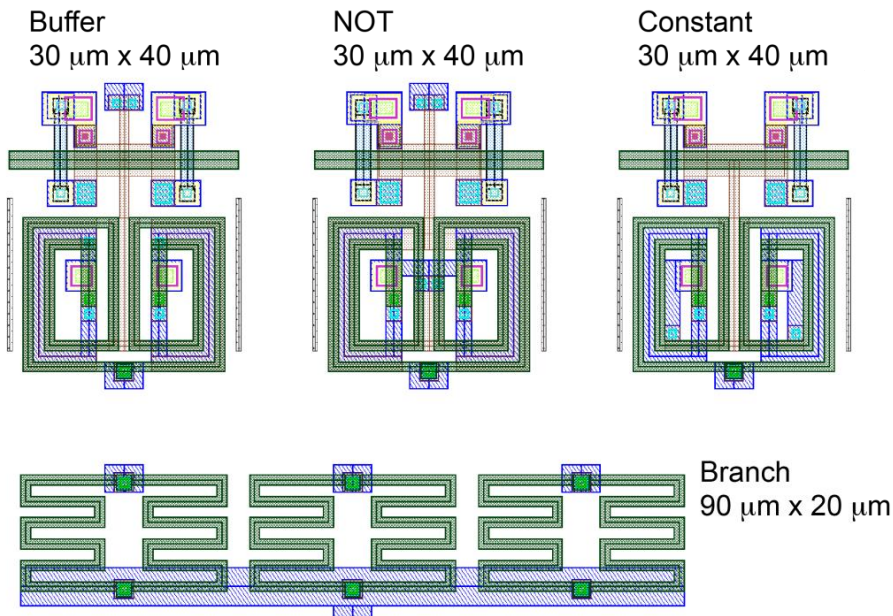 Buffer
30 μm x 40 μm
NOT
30 μm x 40 μm
Constant
30 μm x 40 μm
Branch
90 μm x 20 μm